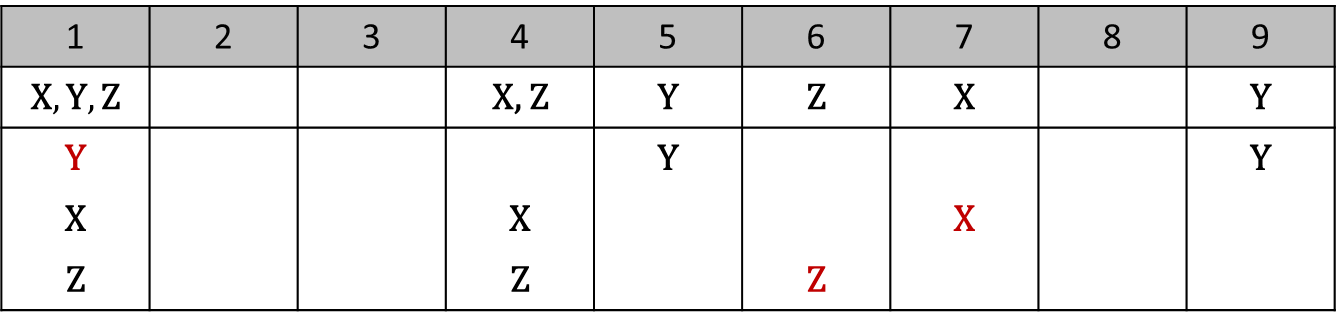 1 2 3 4 5 6 7 8 9
X, Y, Z X, Z Y Z X Y
Y Y Y
X X X
Z Z Z